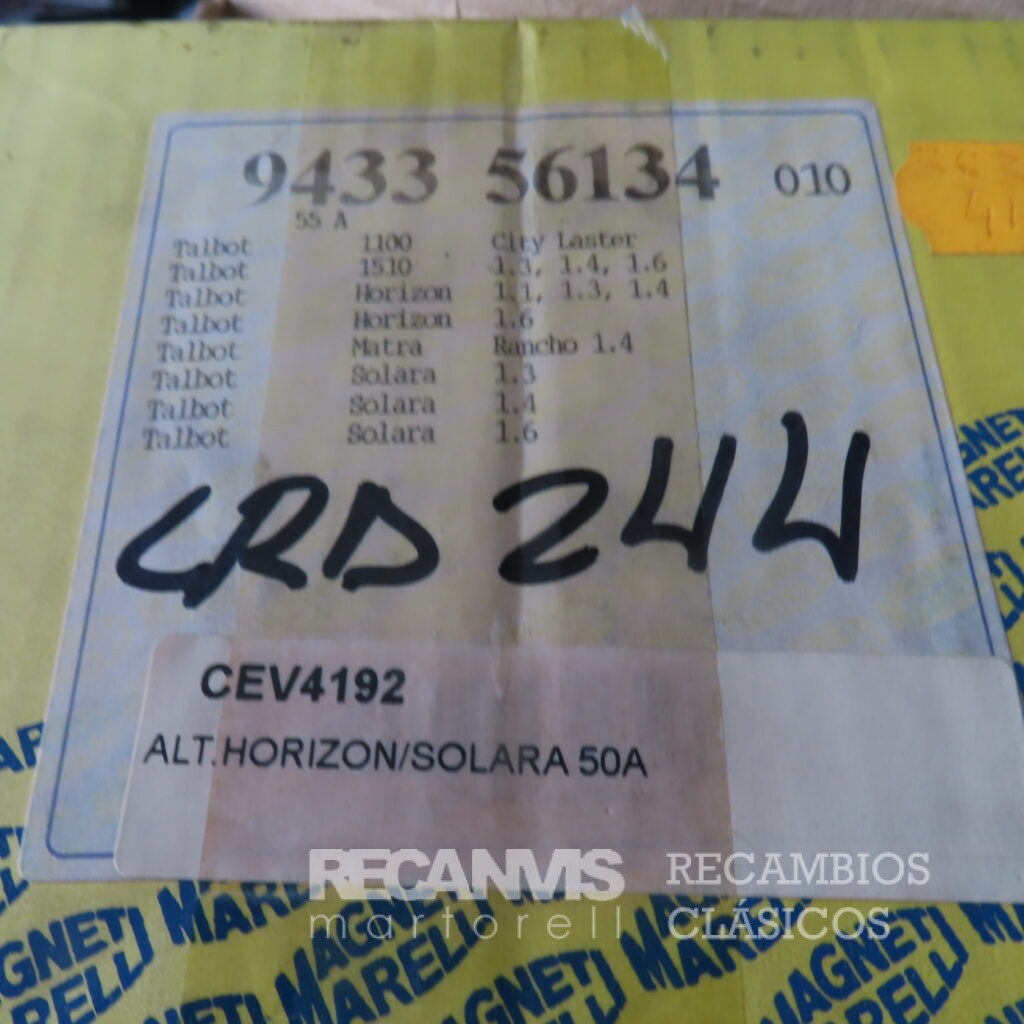 9433 56134 010
55 A
Talbot 1100 City Laster
Talbot 1510 1.3, 1.4, 1.6
Talbot Horizon 1.1, 1.3, 1.4
Talbot Horizon 1.6
Talbot Matra Rancho 1.4
Talbot Solara 1.3
Talbot Solara 1.4
Talbot Solara 1.6
CRD 244
CEV4192
ALT.HORIZON/SOLARA 50A
RECANVIS RECAMBIOS
martorell CLÁSICOS
MAGNETI
MARELLI